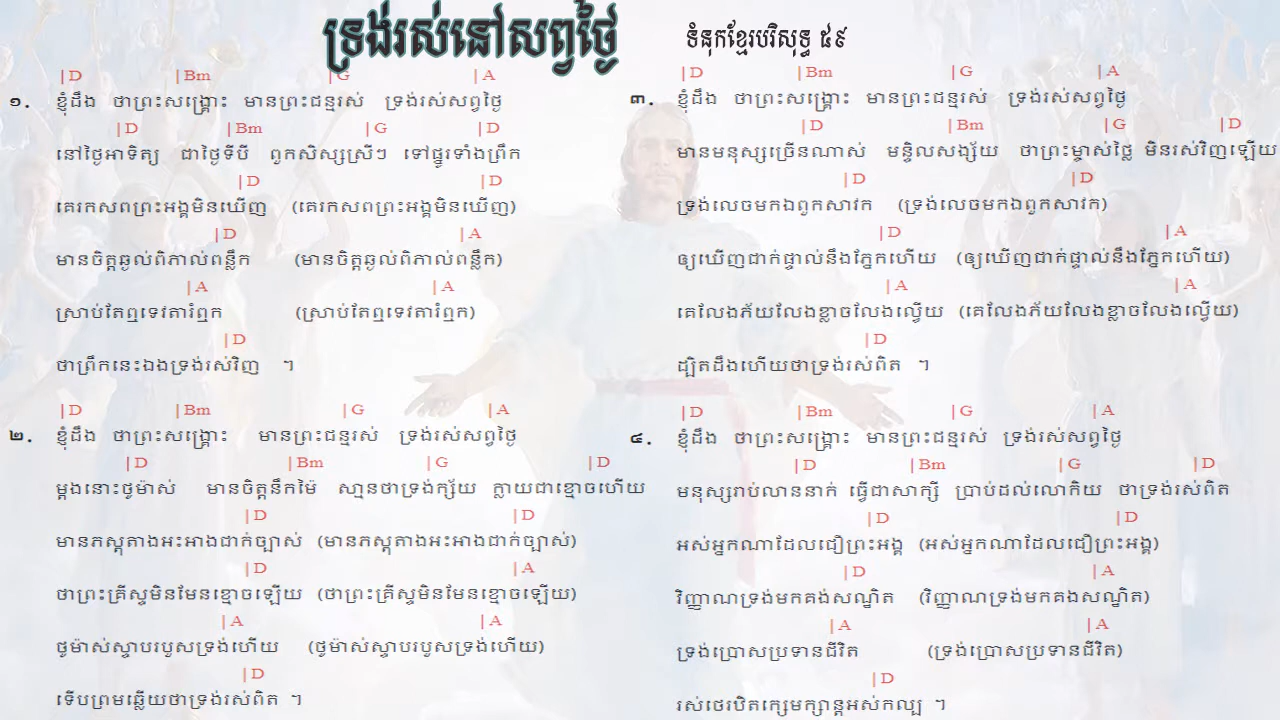 ទ្រង់រស់នៅសព្វថ្ងៃ
ទំនុកខ្មែរបរិសុទ្ធ ៥៩
|D |Bm |G |A
១. ខ្ញុំដឹង ថាព្រះសង្គ្រោះ មានព្រះជន្មរស់ ទ្រង់រស់សព្វថ្ងៃ
|D |Bm |G |D
នៅថ្ងៃអាទិត្យ ជាថ្ងៃទីបី ពួកសិស្សស្រីៗ ទៅផ្នូរទាំងព្រឹក
|D |D
គេរកសពព្រះអង្គមិនឃើញ (គេរកសពព្រះអង្គមិនឃើញ)
|D |A
មានចិត្តឆ្ងល់ពិភាល់ពន្លឹក (មានចិត្តឆ្ងល់ពិភាល់ពន្លឹក)
|A |A
ស្រាប់តែឮទេវតារំឮក (ស្រាប់តែឮទេវតារំឮក)
|D
ថាព្រឹកនេះឯងទ្រង់រស់វិញ ។
|D |Bm |G |A
២. ខ្ញុំដឹង ថាព្រះសង្គ្រោះ មានព្រះជន្មរស់ ទ្រង់រស់សព្វថ្ងៃ
|D |Bm |G |D
ម្តងនោះថូម៉ាស់ មានចិត្តនឹកម៉ៃ ស្មានថាទ្រង់ក្ស័យ ក្លាយជាខ្មោចហើយ
|D |D
មានភស្តុតាងអះអាងជាក់ច្បាស់ (មានភស្តុតាងអះអាងជាក់ច្បាស់)
|D |A
ថាព្រះគ្រីស្ទមិនមែនខ្មោចឡើយ (ថាព្រះគ្រីស្ទមិនមែនខ្មោចឡើយ)
|A |A
ថូម៉ាស់ស្ទាបរបួសទ្រង់ហើយ (ថូម៉ាស់ស្ទាបរបួសទ្រង់ហើយ)
|D
ទើបព្រមឆ្លើយថាទ្រង់រស់ពិត ។
|D |Bm |G |A
៣. ខ្ញុំដឹង ថាព្រះសង្គ្រោះ មានព្រះជន្មរស់ ទ្រង់រស់សព្វថ្ងៃ
|D |Bm |G |D
មានមនុស្សច្រើនណាស់ មន្ទិលសង្ស័យ ថាព្រះម្ចាស់ថ្លៃ មិនរស់វិញឡើយ
|D |D
ទ្រង់លេចមកឯពួកសាវក (ទ្រង់លេចមកឯពួកសាវក)
|D |A
ឲ្យឃើញជាក់ផ្ទាល់នឹងភ្នែកហើយ (ឲ្យឃើញជាក់ផ្ទាល់នឹងភ្នែកហើយ)
|A |A
គេលែងភ័យលែងខ្លាចលែងល្វើយ (គេលែងភ័យលែងខ្លាចលែងល្វើយ)
|D
ដ្បិតដឹងហើយថាទ្រង់រស់ពិត ។
|D |Bm |G |A
៤. ខ្ញុំដឹង ថាព្រះសង្គ្រោះ មានព្រះជន្មរស់ ទ្រង់រស់សព្វថ្ងៃ
|D |Bm |G |D
មនុស្សរាប់លាននាក់ ធ្វើជាសាក្សី ប្រាប់ដល់លោកិយ ថាទ្រង់រស់ពិត
|D |D
អស់អ្នកណាដែលជឿព្រះអង្គ (អស់អ្នកណាដែលជឿព្រះអង្គ)
|D |A
វិញ្ញាណទ្រង់មកគង់សណ្ឋិត (វិញ្ញាណទ្រង់មកគង់សណ្ឋិត)
|A |A
ទ្រង់ប្រោសប្រទានជីវិត (ទ្រង់ប្រោសប្រទានជីវិត)
|D
រស់ថេរឋិតក្សេមក្សាន្តអស់កល្ប ។